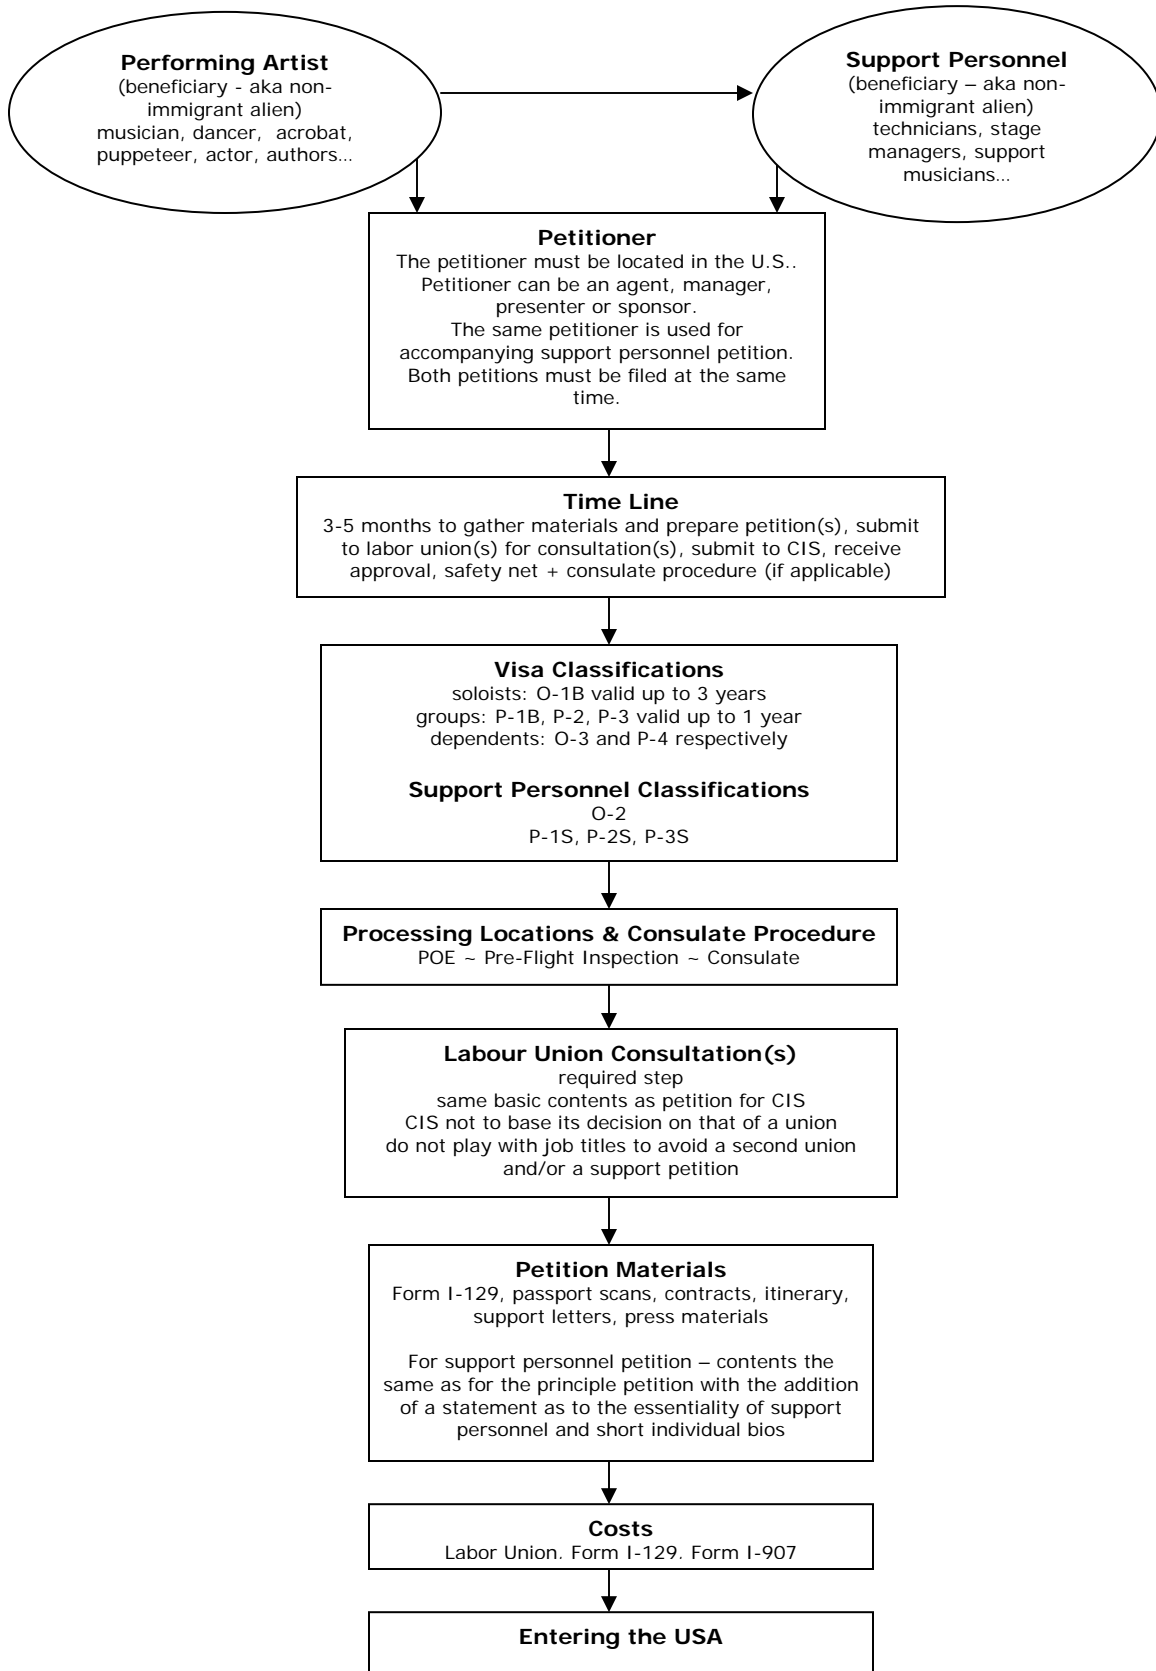 Performing Artist
(beneficiary - aka non-
immigrant alien)
musician, dancer, acrobat,
puppeteer, actor, authors...
Support Personnel
(beneficiary – aka non-
immigrant alien)
technicians, stage
managers, support
musicians...
Petitioner
The petitioner must be located in the U.S..
Petitioner can be an agent, manager,
presenter or sponsor.
The same petitioner is used for
accompanying support personnel petition.
Both petitions must be filed at the same
time.
Time Line
3-5 months to gather materials and prepare petition(s), submit
to labor union(s) for consultation(s), submit to CIS, receive
approval, safety net + consulate procedure (if applicable)
Visa Classifications
soloists: O-1B valid up to 3 years
groups: P-1B, P-2, P-3 valid up to 1 year
dependents: O-3 and P-4 respectively
Support Personnel Classifications
O-2
P-1S, P-2S, P-3S
Processing Locations & Consulate Procedure
POE ~ Pre-Flight Inspection ~ Consulate
Labour Union Consultation(s)
required step
same basic contents as petition for CIS
CIS not to base its decision on that of a union
do not play with job titles to avoid a second union
and/or a support petition
Petition Materials
Form I-129, passport scans, contracts, itinerary,
support letters, press materials
For support personnel petition – contents the
same as for the principle petition with the addition
of a statement as to the essentiality of support
personnel and short individual bios
Costs
Labor Union. Form I-129. Form I-907
Entering the USA